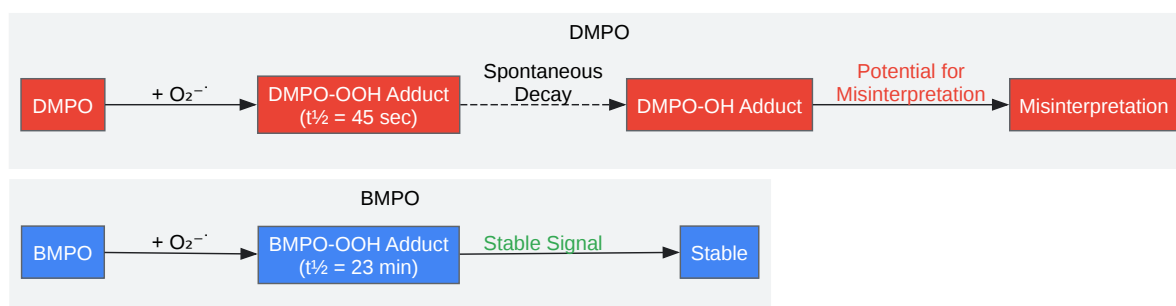 DMPO
DMPO
+ O₂⁻˙
DMPO-OOH Adduct
(t½ = 45 sec)
Spontaneous
Decay
DMPO-OH Adduct
Potential for
Misinterpretation
Misinterpretation
BMPO
BMPO
+ O₂⁻˙
BMPO-OOH Adduct
(t½ = 23 min)
Stable Signal
Stable